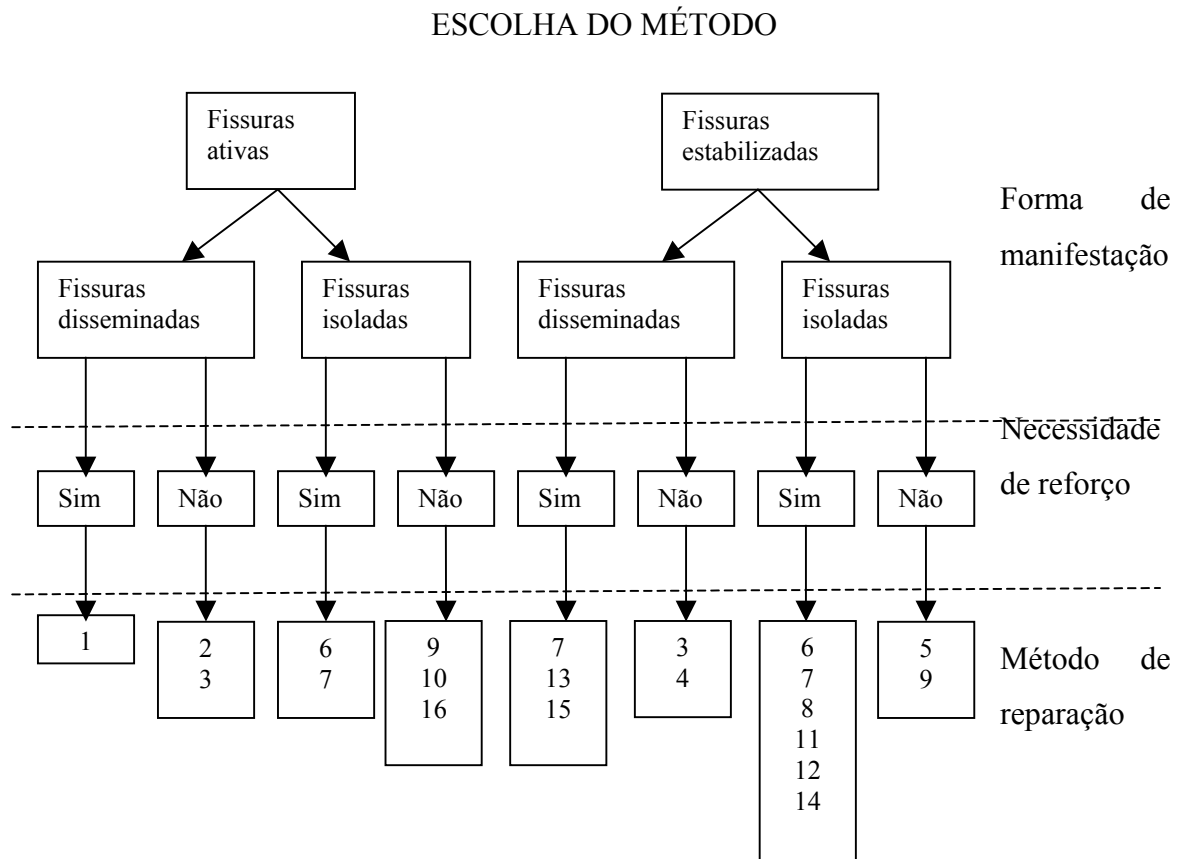 ESCOLHA DO MÉTODO
Fissuras
ativas
Fissuras
estabilizadas
Forma de
manifestação
Fissuras
disseminadas
Fissuras
isoladas
Fissuras
disseminadas
Fissuras
isoladas
Necessidade
de reforço
Sim
Não
Sim
Não
Sim
Não
Sim
Não
1
2
3
6
7
9
10
16
7
13
15
3
4
6
7
8
11
12
14
5
9
Método de
reparação